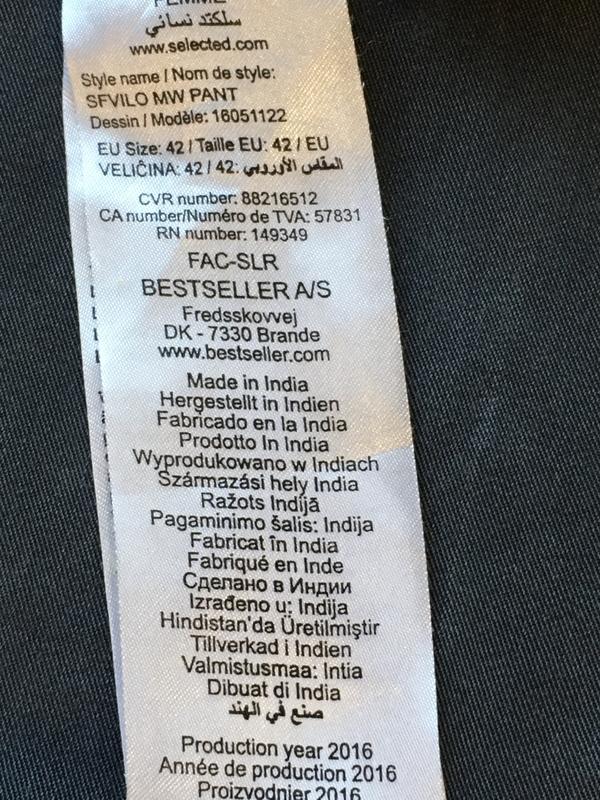 FEMME
سلكتد نسائي
www.selected.com
Style name / Nom de style:
SFVILO MW PANT
Dessin / Modèle: 16051122
EU Size: 42 / Taille EU: 42 / EU
VELIČINA: 42 / 42: المقاس الأوروبي
CVR number: 88216512
CA number/Numéro de TVA: 57831
RN number: 149349
FAC-SLR
BESTSELLER A/S
Fredsskovvej
DK - 7330 Brande
www.bestseller.com
Made in India
Hergestellt in Indien
Fabricado en la India
Prodotto In India
Wyprodukowano w Indiach
Származási hely India
Ražots Indijā
Pagaminimo šalis: Indija
Fabricat în India
Fabriqué en Inde
Сделано в Индии
Izrađeno u: Indija
Hindistan'da Üretilmiştir
Tillverkad i Indien
Valmistusmaa: Intia
Dibuat di India
صنع في الهند
Production year 2016
Année de production 2016
Proizvodnier 2016